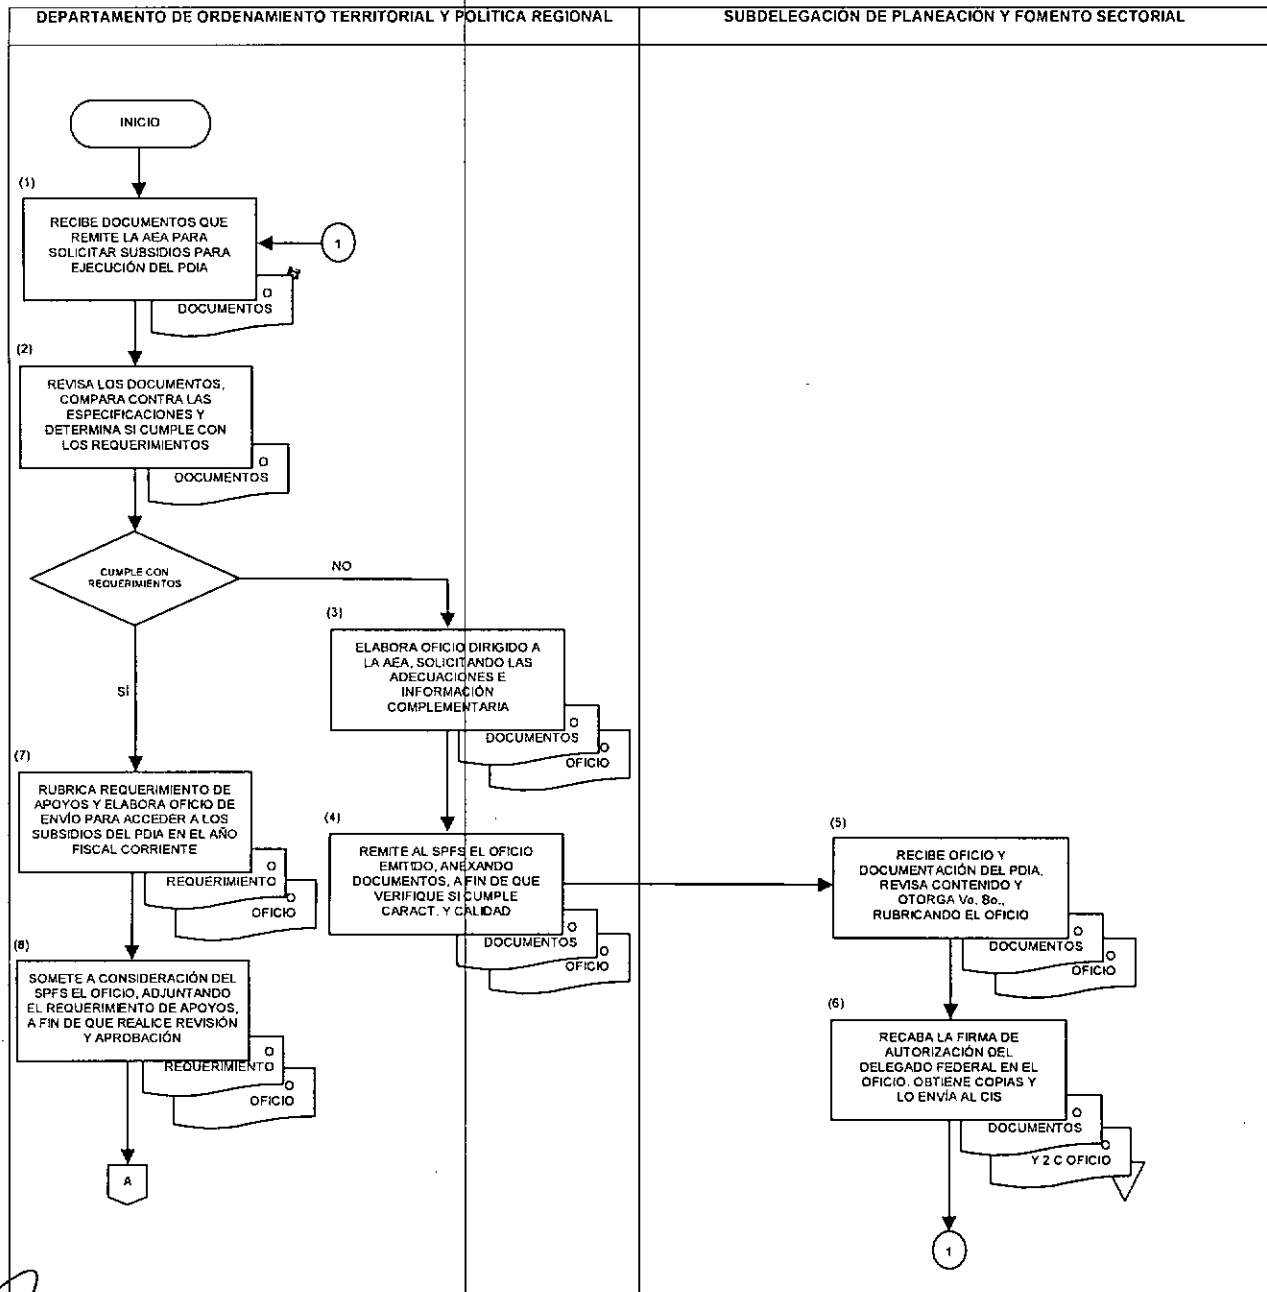 DEPARTAMENTO DE ORDENAMIENTO TERRITORIAL Y POLÍTICA REGIONAL
SUBDELEGACIÓN DE PLANEACIÓN Y FOMENTO SECTORIAL
INICIO
(1)
RECIBE DOCUMENTOS QUE
REMITE LA AEA PARA
SOLICITAR SUBSIDIOS PARA
EJECUCIÓN DEL PDIA
1
O
DOCUMENTOS
(2)
REVISA LOS DOCUMENTOS,
COMPARA CONTRA LAS
ESPECIFICACIONES Y
DETERMINA SI CUMPLE CON
LOS REQUERIMIENTOS
O
DOCUMENTOS
CUMPLE CON
REQUERIMIENTOS
NO
SÍ
(3)
ELABORA OFICIO DIRIGIDO A
LA AEA, SOLICITANDO LAS
ADECUACIONES E
INFORMACIÓN
COMPLEMENTARIA
O
DOCUMENTOS
O
OFICIO
(7)
RUBRICA REQUERIMIENTO DE
APOYOS Y ELABORA OFICIO DE
ENVÍO PARA ACCEDER A LOS
SUBSIDIOS DEL PDIA EN EL AÑO
FISCAL CORRIENTE
O
REQUERIMIENTO
O
OFICIO
(4)
REMITE AL SPFS EL OFICIO
EMITIDO, ANEXANDO
DOCUMENTOS, A FIN DE QUE
VERIFIQUE SI CUMPLE
CARACT. Y CALIDAD
O
DOCUMENTOS
O
OFICIO
(5)
RECIBE OFICIO Y
DOCUMENTACIÓN DEL PDIA,
REVISA CONTENIDO Y
OTORGA Vo. Bo.,
RUBRICANDO EL OFICIO
O
DOCUMENTOS
O
OFICIO
(8)
SOMETE A CONSIDERACIÓN DEL
SPFS EL OFICIO, ADJUNTANDO
EL REQUERIMIENTO DE APOYOS,
A FIN DE QUE REALICE REVISIÓN
Y APROBACIÓN
O
REQUERIMIENTO
O
OFICIO
(6)
RECABA LA FIRMA DE
AUTORIZACIÓN DEL
DELEGADO FEDERAL EN EL
OFICIO. OBTIENE COPIAS Y
LO ENVÍA AL CIS
O
DOCUMENTOS
O
Y 2 C OFICIO
A
1